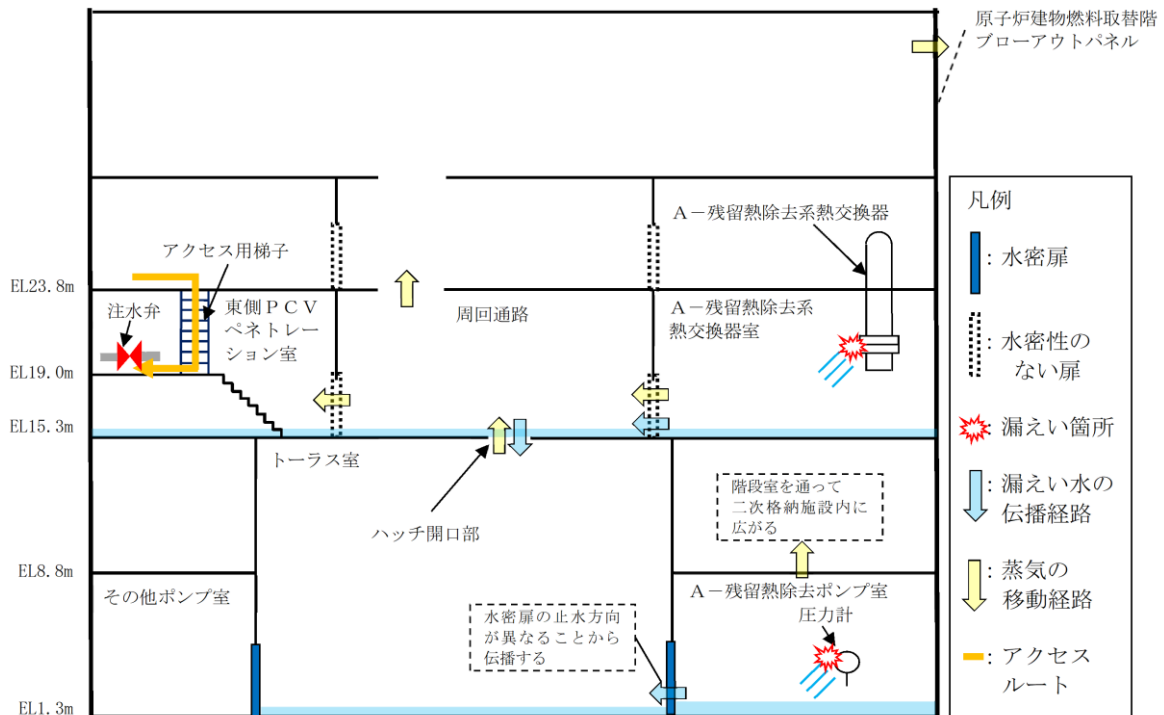 原子炉建物燃料取替階
ブローアウトパネル
A－残留熱除去系熱交換器
アクセス用梯子
EL23.8m
注水弁
東側PCV
ペネトレー
ション室
周回通路
A－残留熱除去系
熱交換器室
EL19.0m
EL15.3m
トーラス室
ハッチ開口部
階段室を通って
二次格納施設内に
広がる
EL8.8m
その他ポンプ室
A－残留熱除去ポンプ室
圧力計
水密扉の止水方向
が異なることから
伝播する
EL1.3m
凡例
：水密扉
：水密性の
ない扉
：漏えい箇所
：漏えい水の
伝播経路
：蒸気の
移動経路
：アクセス
ルート